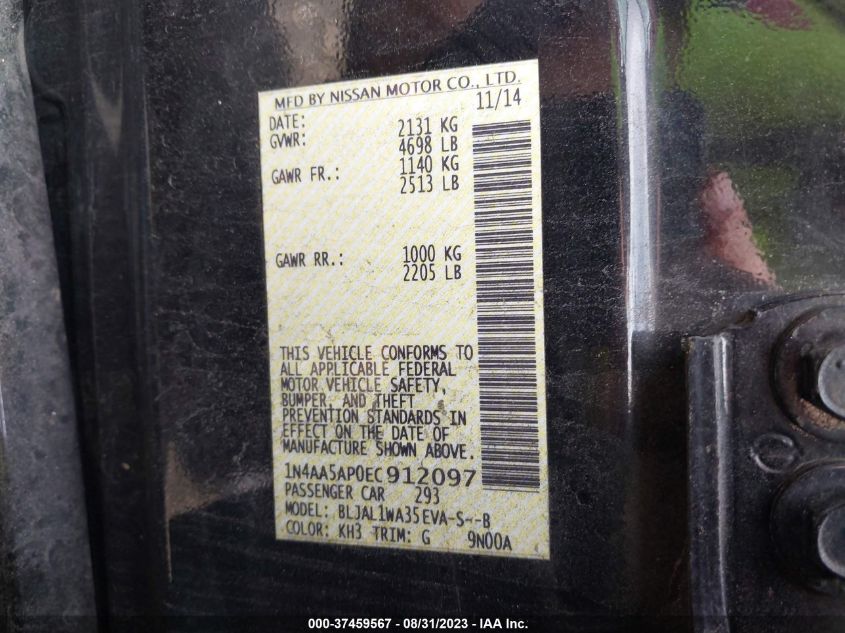 MFD BY NISSAN MOTOR CO., LTD.
DATE: 11/14
GVWR: 2131 KG
4698 LB
GAWR FR.: 1140 KG
2513 LB
GAWR RR.: 1000 KG
2205 LB
THIS VEHICLE CONFORMS TO
ALL APPLICABLE FEDERAL
MOTOR VEHICLE SAFETY,
BUMPER, AND THEFT
PREVENTION STANDARDS IN
EFFECT ON THE DATE OF
MANUFACTURE SHOWN ABOVE.
1N4AA5AP0EC912097
PASSENGER CAR 293
MODEL: BLJAL1WA35EVA-S--B
COLOR: KH3 TRIM: G 9N00A
000-37459567 - 08/31/2023 - IAA Inc.